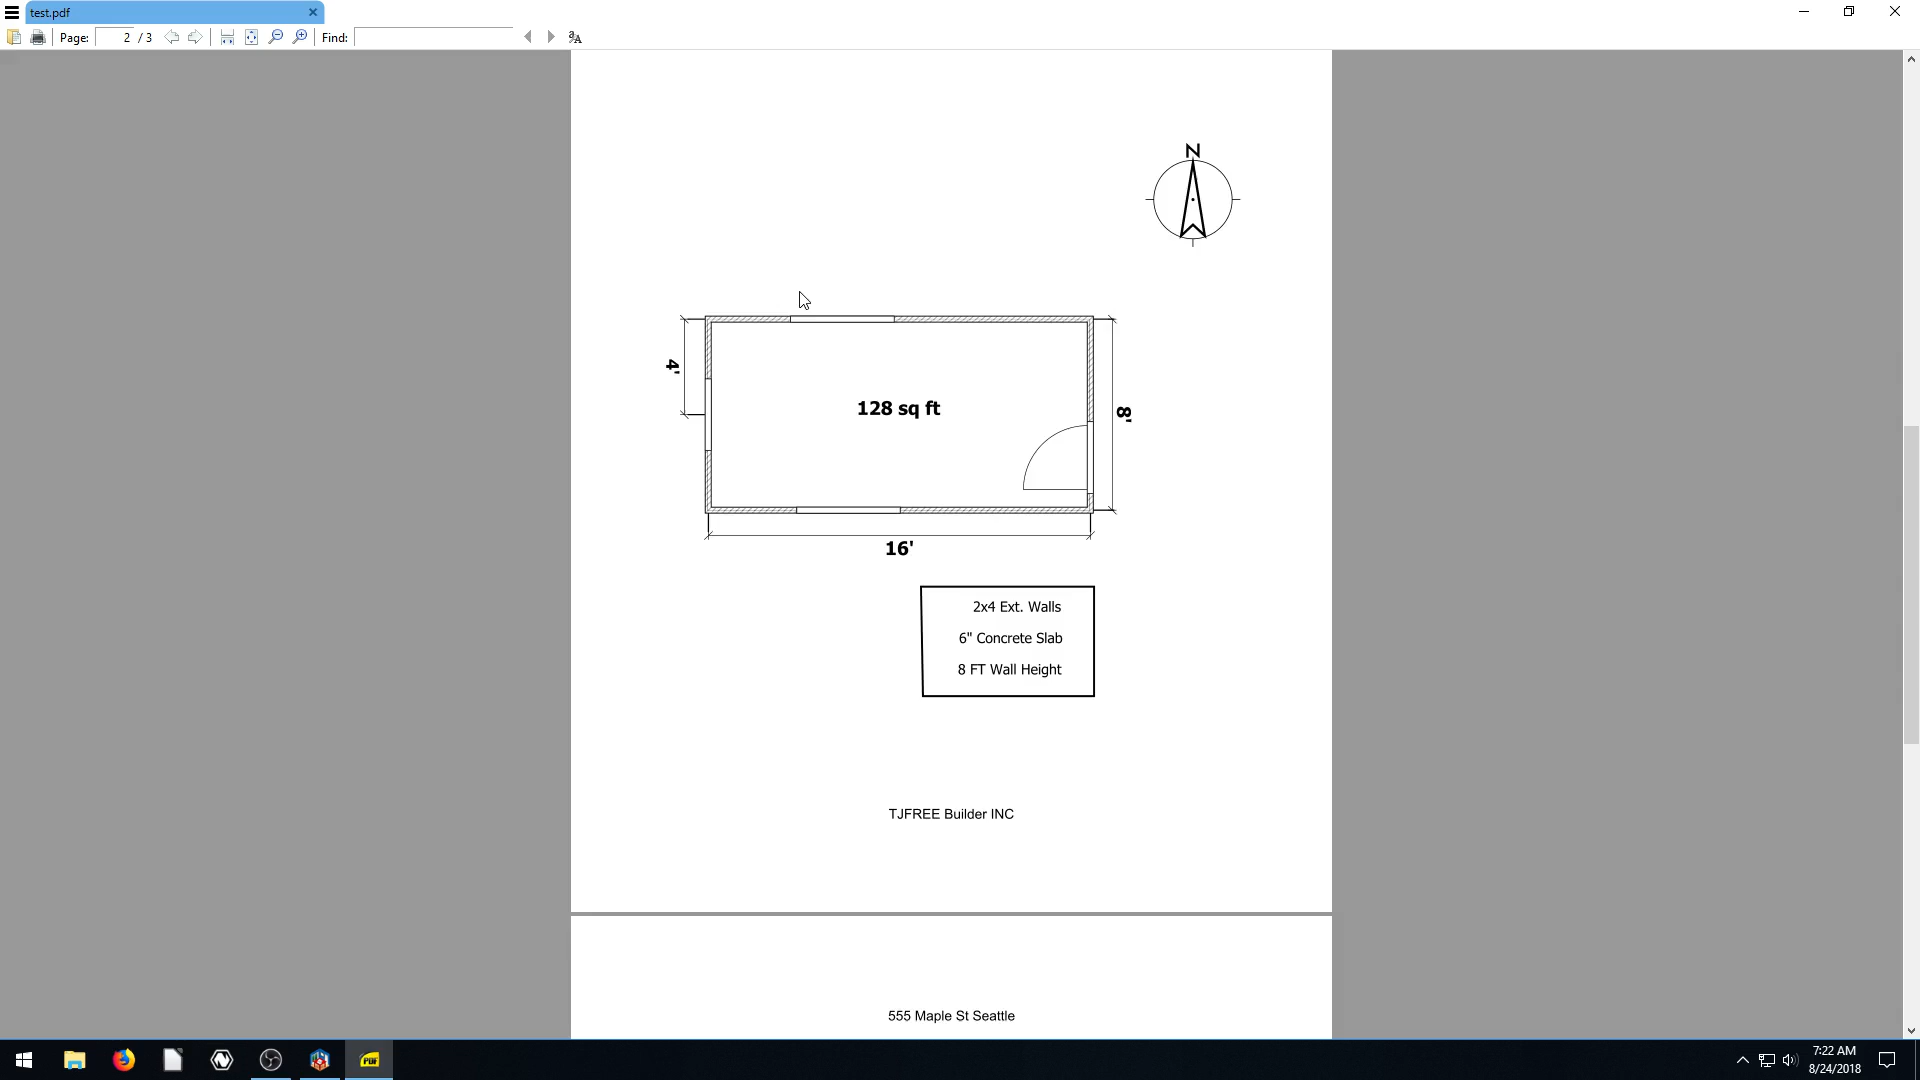 test.pdf
Page: 2 / 3 Find:
N
4'
128 sq ft
8'
16'
2x4 Ext. Walls
6" Concrete Slab
8 FT Wall Height
TJFREE Builder INC
555 Maple St Seattle
PDF
7:22 AM
8/24/2018